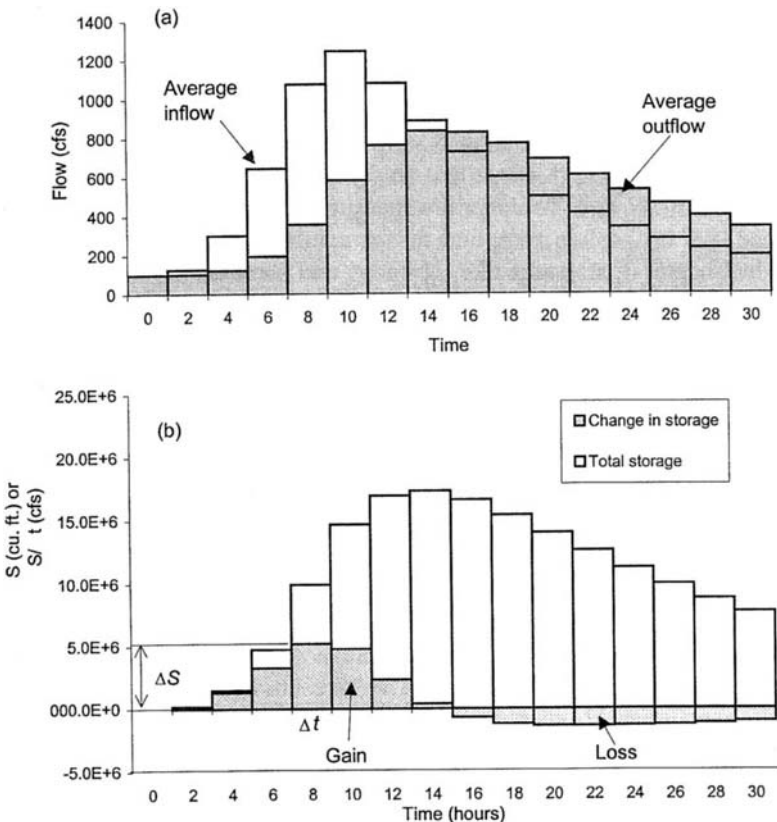 (a)
1400
1200
1000
800
600
400
200
0
Flow (cfs)
Average
inflow
Average
outflow
0 2 4 6 8 10 12 14 16 18 20 22 24 26 28 30
Time
(b)
25.0E+6
20.0E+6
15.0E+6
10.0E+6
5.0E+6
000.0E+0
-5.0E+6
S (cu. ft.) or
S/ t (cfs)
Change in storage
Total storage
ΔS
Δt
Gain
Loss
0 2 4 6 8 10 12 14 16 18 20 22 24 26 28 30
Time (hours)